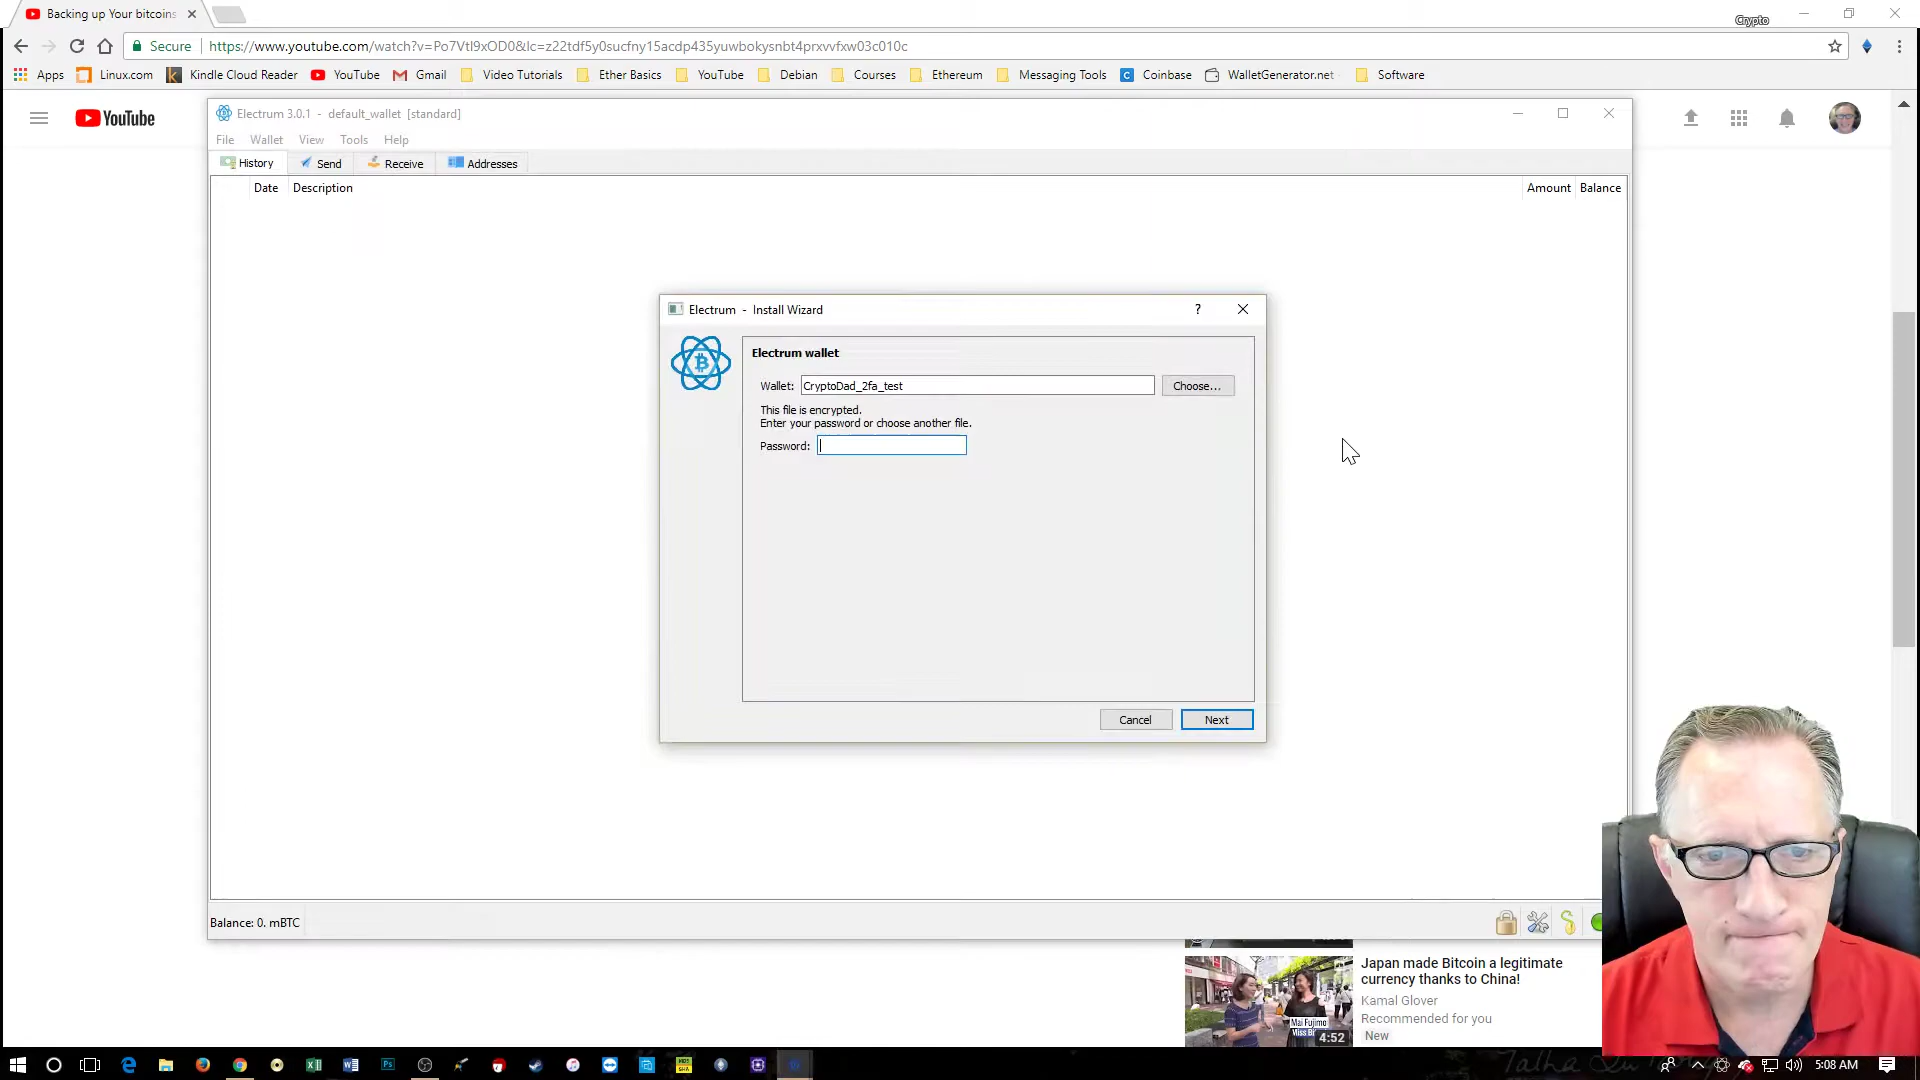 Backing up Your bitcoins
Crypto
Secure
https://www.youtube.com/watch?v=Po7VtI9xOD0&lc=z22tdf5y0sucfny15acdp435yuwbokysnbt4prxvvfxw03c010c
Apps
Linux.com
Kindle Cloud Reader
YouTube
Gmail
Video Tutorials
Ether Basics
YouTube
Debian
Courses
Ethereum
Messaging Tools
Coinbase
WalletGenerator.net
Software
YouTube
Electrum 3.0.1 - default_wallet [standard]
File Wallet View Tools Help
History Send Receive Addresses
Date Description Amount Balance
Electrum - Install Wizard
Electrum wallet
Wallet: CryptoDad_2fa_test Choose...
This file is encrypted.
Enter your password or choose another file.
Password:
Cancel Next
Balance: 0. mBTC
Japan made Bitcoin a legitimate
currency thanks to China!
Kamal Glover
Recommended for you
New
Mai Fujimo
4:52
5:08 AM